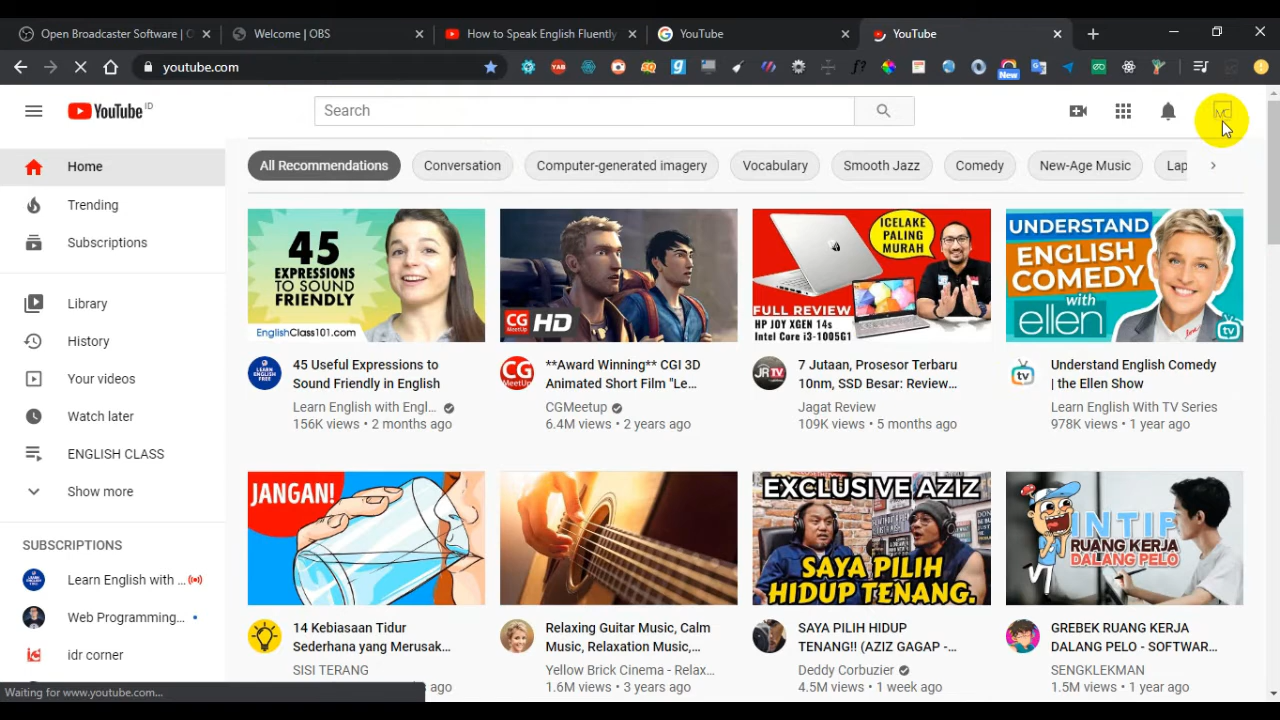 Open Broadcaster Software | O
Welcome | OBS
How to Speak English Fluently
YouTube
YouTube
youtube.com
New
YouTube ID
Search
MC
All Recommendations
Conversation
Computer-generated imagery
Vocabulary
Smooth Jazz
Comedy
New-Age Music
Lap
Home
Trending
Subscriptions
Library
History
Your videos
Watch later
ENGLISH CLASS
Show more
SUBSCRIPTIONS
Learn English with ...
Web Programming...
idr corner
45
EXPRESSIONS
TO SOUND
FRIENDLY
EnglishClass101.com
45 Useful Expressions to
Sound Friendly in English
Learn English with Engl...
156K views • 2 months ago
CG
MeetUp
HD
**Award Winning** CGI 3D
Animated Short Film "Le...
CGMeetup
6.4M views • 2 years ago
ICELAKE
PALING
MURAH
FULL REVIEW
HP JOY XGEN 14s
Intel Core i3-1005G1
7 Jutaan, Prosesor Terbaru
10nm, SSD Besar: Review...
Jagat Review
109K views • 5 months ago
UNDERSTAND
ENGLISH
COMEDY
with
ellen
tv
Understand English Comedy
| the Ellen Show
Learn English With TV Series
978K views • 1 year ago
JANGAN!
14 Kebiasaan Tidur
Sederhana yang Merusak...
SISI TERANG
ago
Relaxing Guitar Music, Calm
Music, Relaxation Music,...
Yellow Brick Cinema - Relax...
1.6M views • 3 years ago
EXCLUSIVE AZIZ
SAYA PILIH
HIDUP TENANG.
SAYA PILIH HIDUP
TENANG!! (AZIZ GAGAP -...
Deddy Corbuzier
4.5M views • 1 week ago
INTIP
RUANG KERJA
DALANG PELO
GREBEK RUANG KERJA
DALANG PELO - SOFTWAR...
SENGKLEKMAN
1.5M views • 1 year ago
Waiting for www.youtube.com...